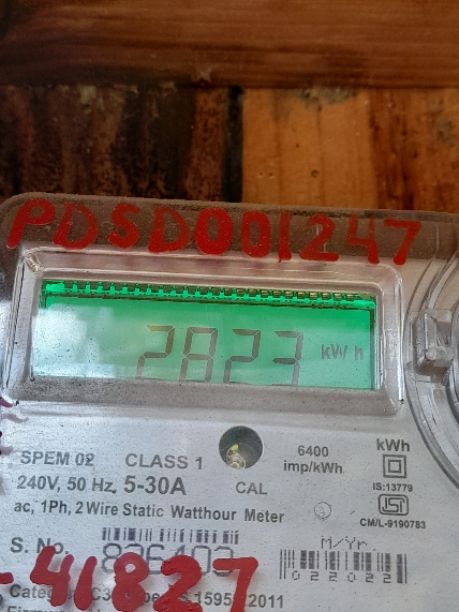 PDSD001247
2823 kWh
SPEM 02 CLASS 1 6400 imp/kWh kWh
240V, 50 Hz, 5-30A CAL IS:13779
ac, 1Ph, 2 Wire Static Watthour Meter CM/L-9190783
S. No. M/Yr.
022022
41827
2011